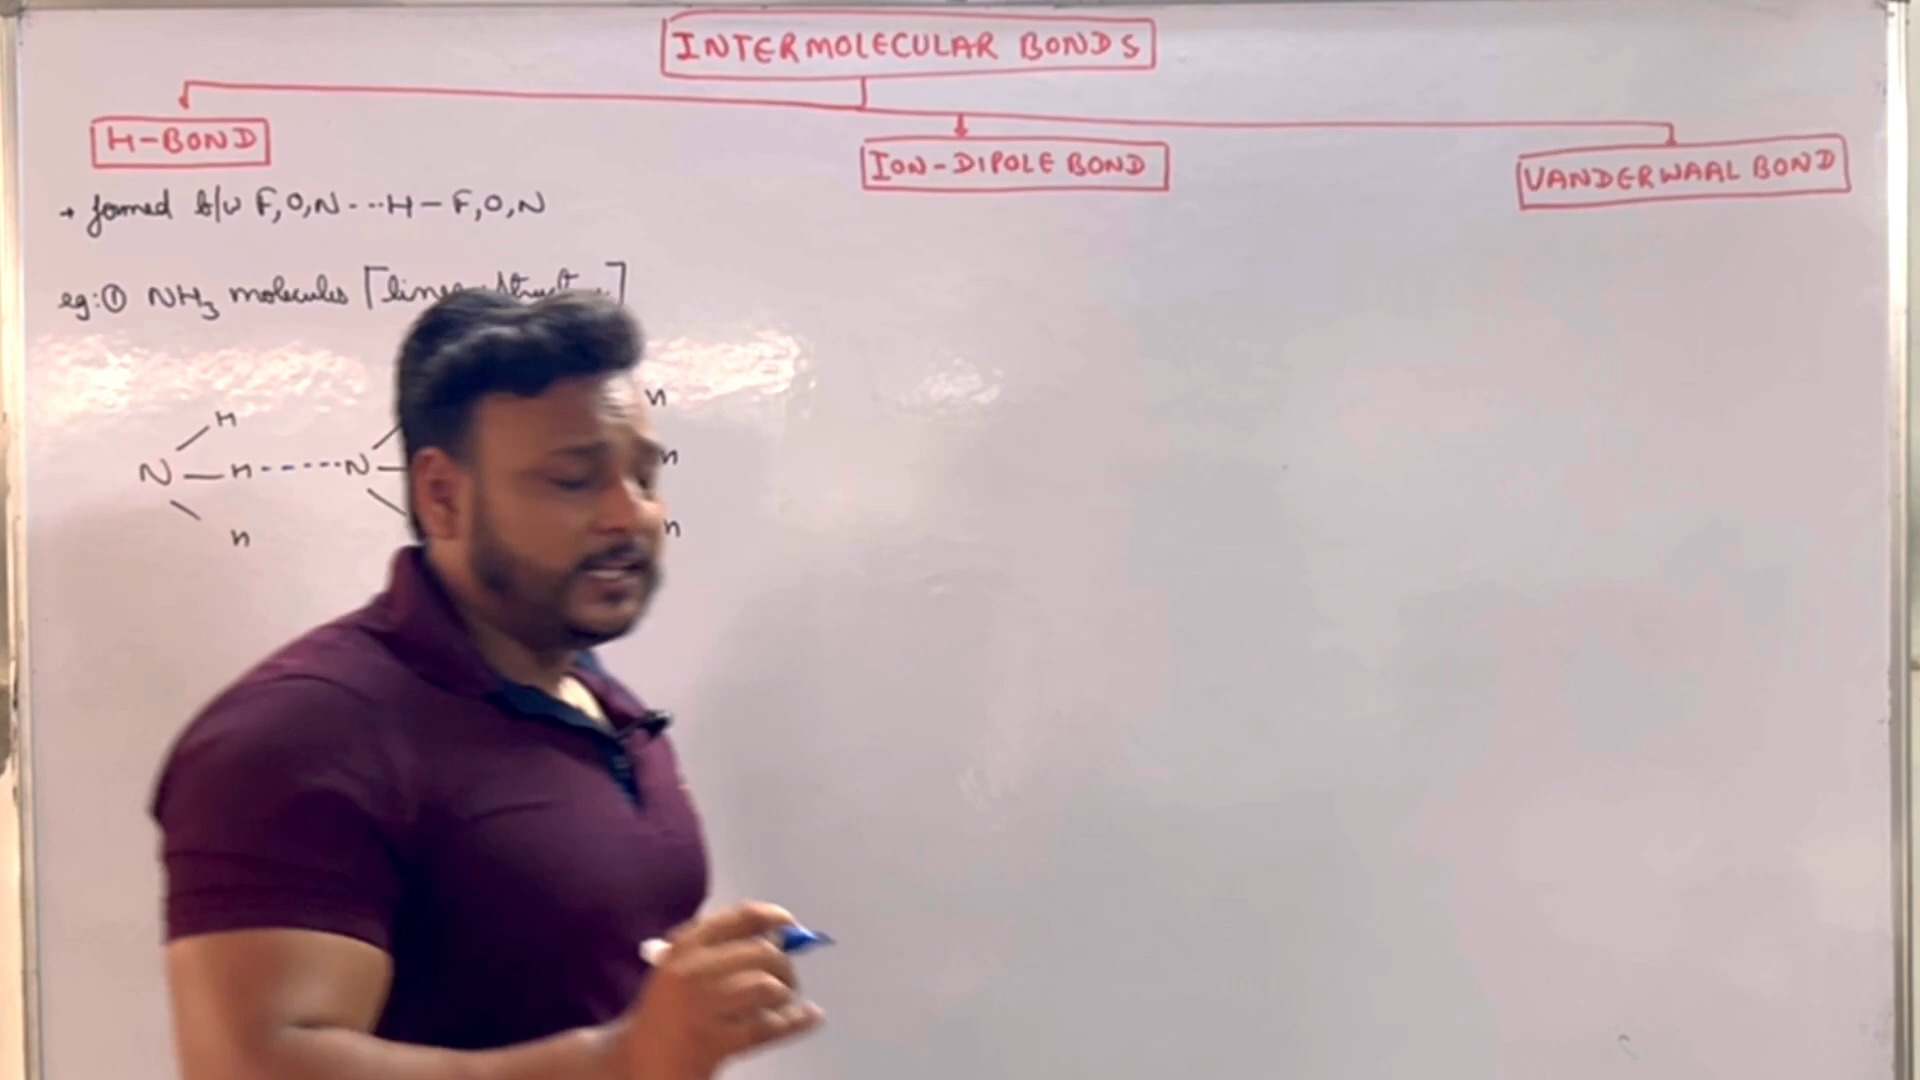 INTERMOLECULAR BONDS
H-BOND
ION-DIPOLE BOND
VANDERWAAL BOND
→ formed b/w F,O,N----H-F,O,N
eg:① NH3 molecules [linear structure]
H H
N-H-----N- H
H H